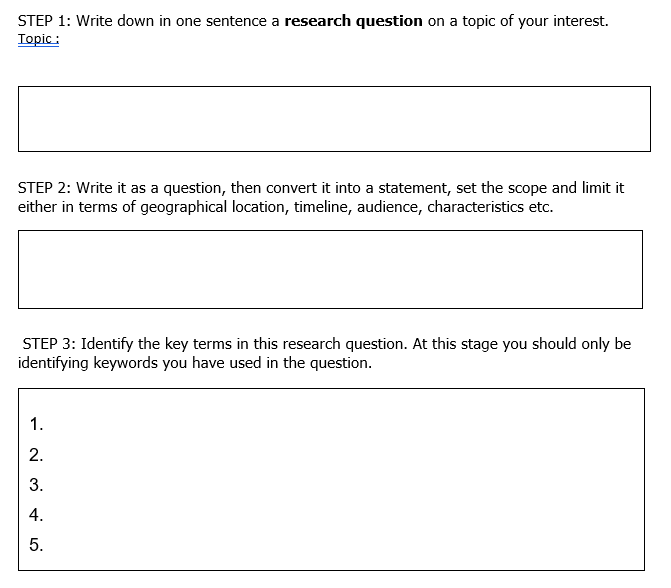 STEP 1: Write down in one sentence a research question on a topic of your interest.
Topic :
STEP 2: Write it as a question, then convert it into a statement, set the scope and limit it
either in terms of geographical location, timeline, audience, characteristics etc.
STEP 3: Identify the key terms in this research question. At this stage you should only be
identifying keywords you have used in the question.
1.
2.
3.
4.
5.